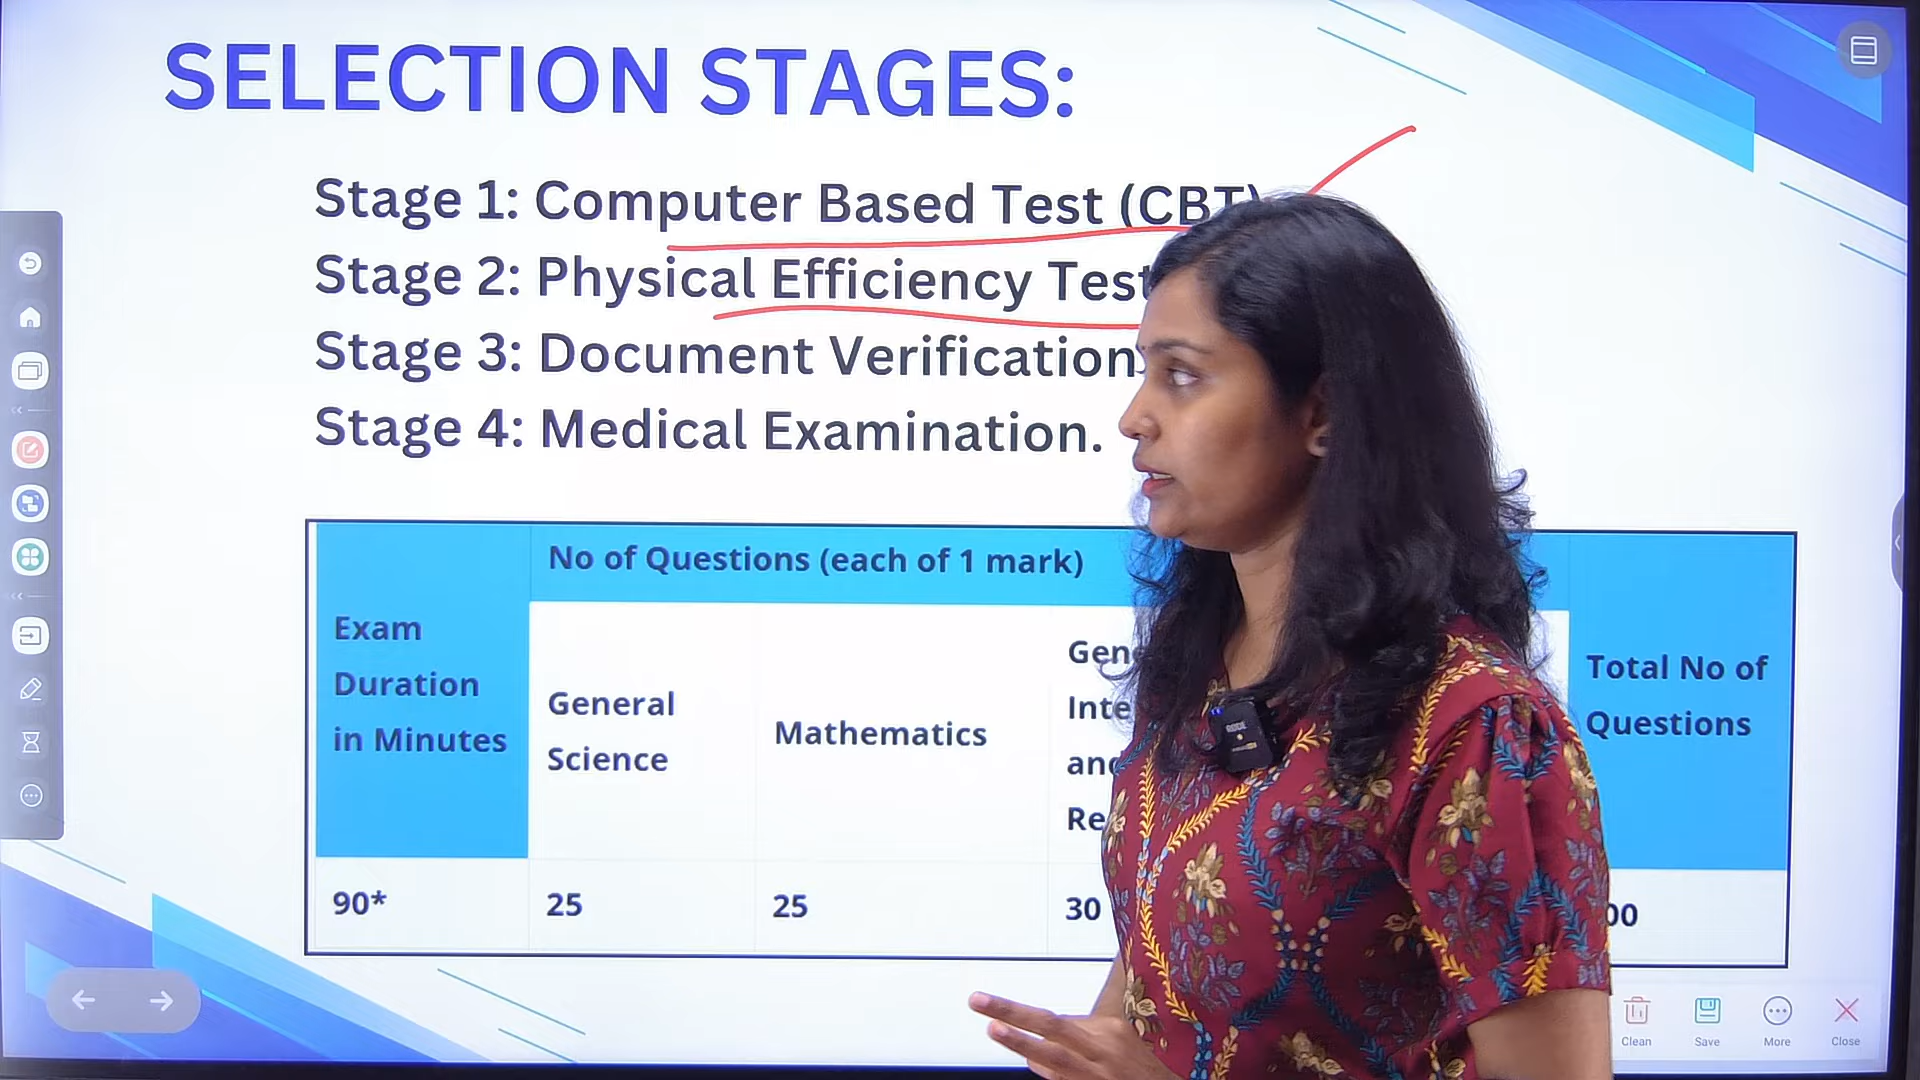 SELECTION STAGES:
Stage 1: Computer Based Test (CBT)
Stage 2: Physical Efficiency Test
Stage 3: Document Verification
Stage 4: Medical Examination.
No of Questions (each of 1 mark)
Exam
Duration
in Minutes
General
Science
Mathematics
and
Total No of
Questions
90*
25
25
30
Clean
Save
More
Close